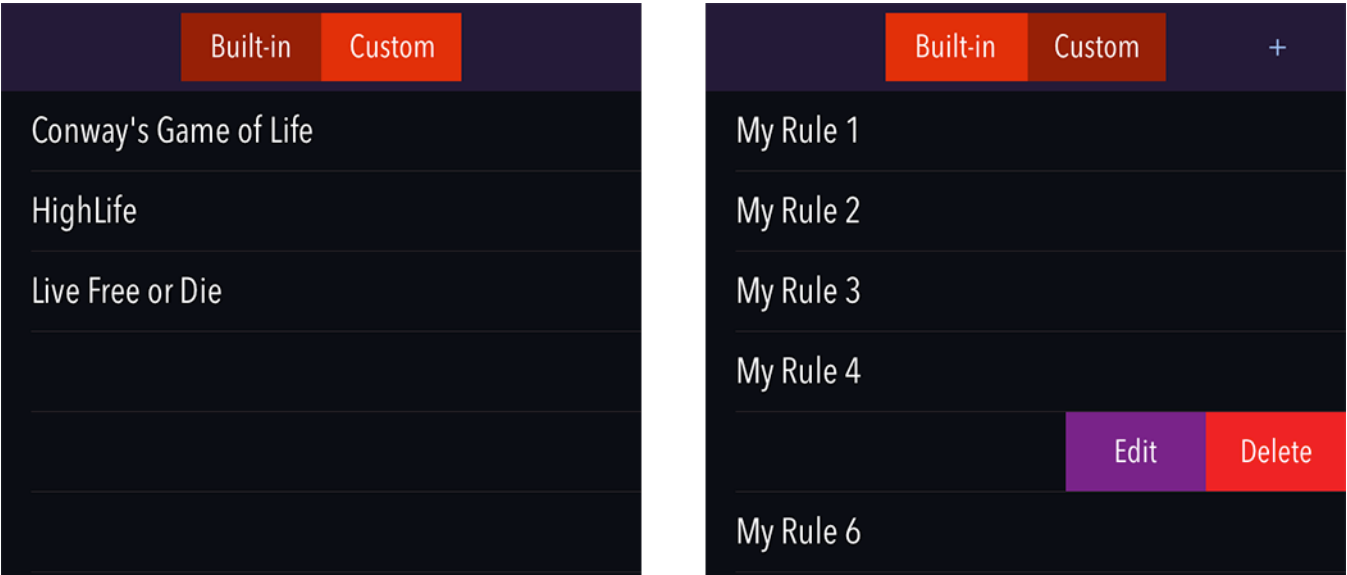 Built-in Custom
Conway's Game of Life
HighLife
Live Free or Die
Built-in Custom +
My Rule 1
My Rule 2
My Rule 3
My Rule 4
Edit Delete
My Rule 6